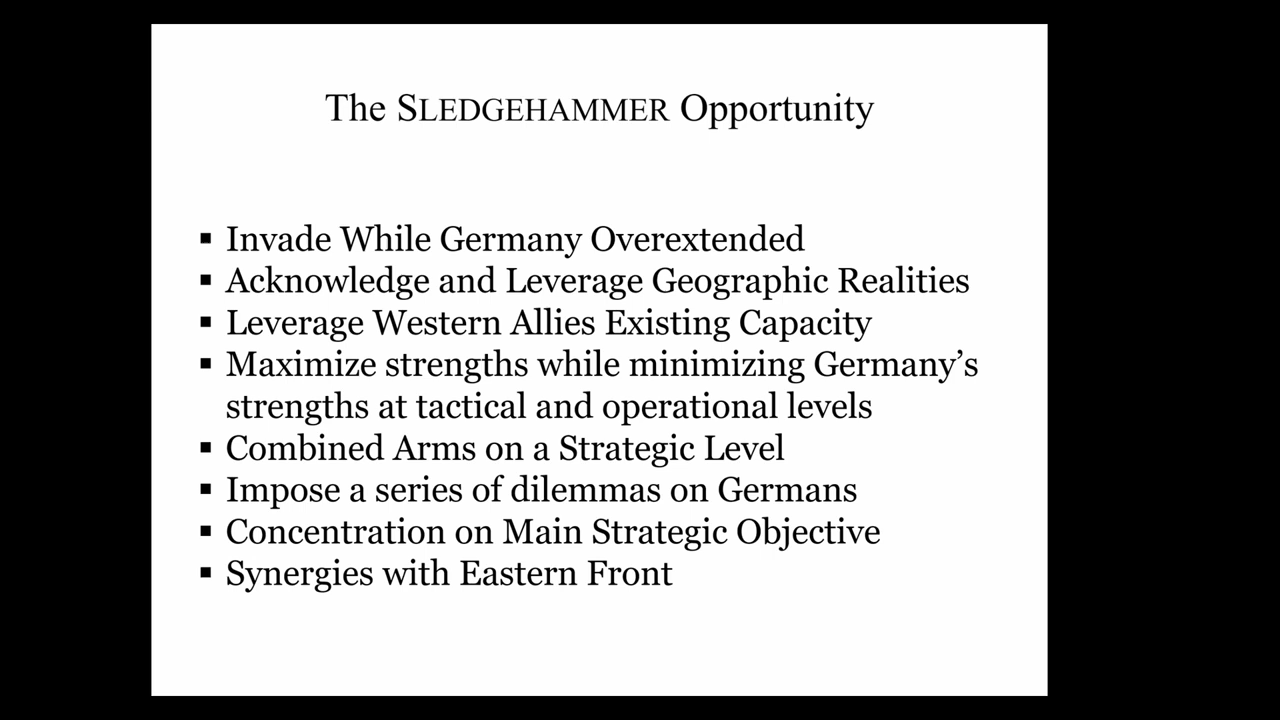 The SLEDGEHAMMER Opportunity
▪ Invade While Germany Overextended
▪ Acknowledge and Leverage Geographic Realities
▪ Leverage Western Allies Existing Capacity
▪ Maximize strengths while minimizing Germany’s
strengths at tactical and operational levels
▪ Combined Arms on a Strategic Level
▪ Impose a series of dilemmas on Germans
▪ Concentration on Main Strategic Objective
▪ Synergies with Eastern Front